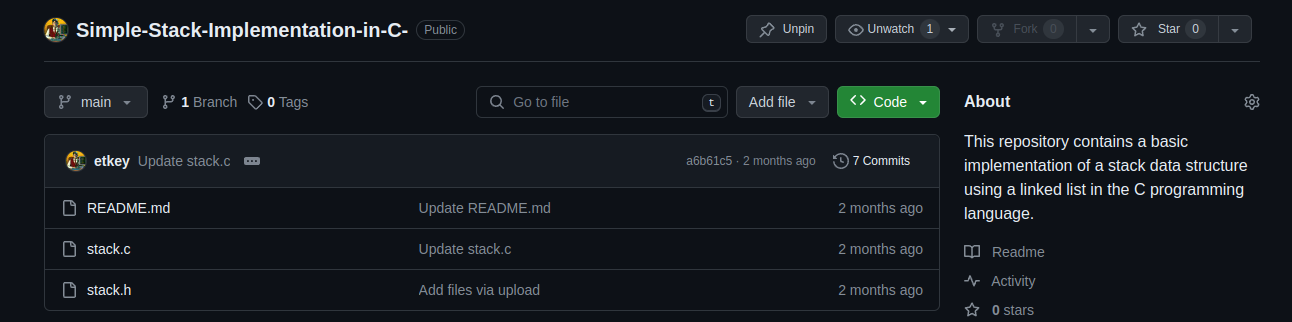 Simple-Stack-Implementation-in-C- Public Unpin Unwatch 1 Fork 0 Star 0
main 1 Branch 0 Tags Go to file t Add file Code
About
This repository contains a basic
implementation of a stack data structure
using a linked list in the C programming
language.
Readme
Activity
0 stars
etkey Update stack.c a6b61c5 · 2 months ago 7 Commits
README.md Update README.md 2 months ago
stack.c Update stack.c 2 months ago
stack.h Add files via upload 2 months ago